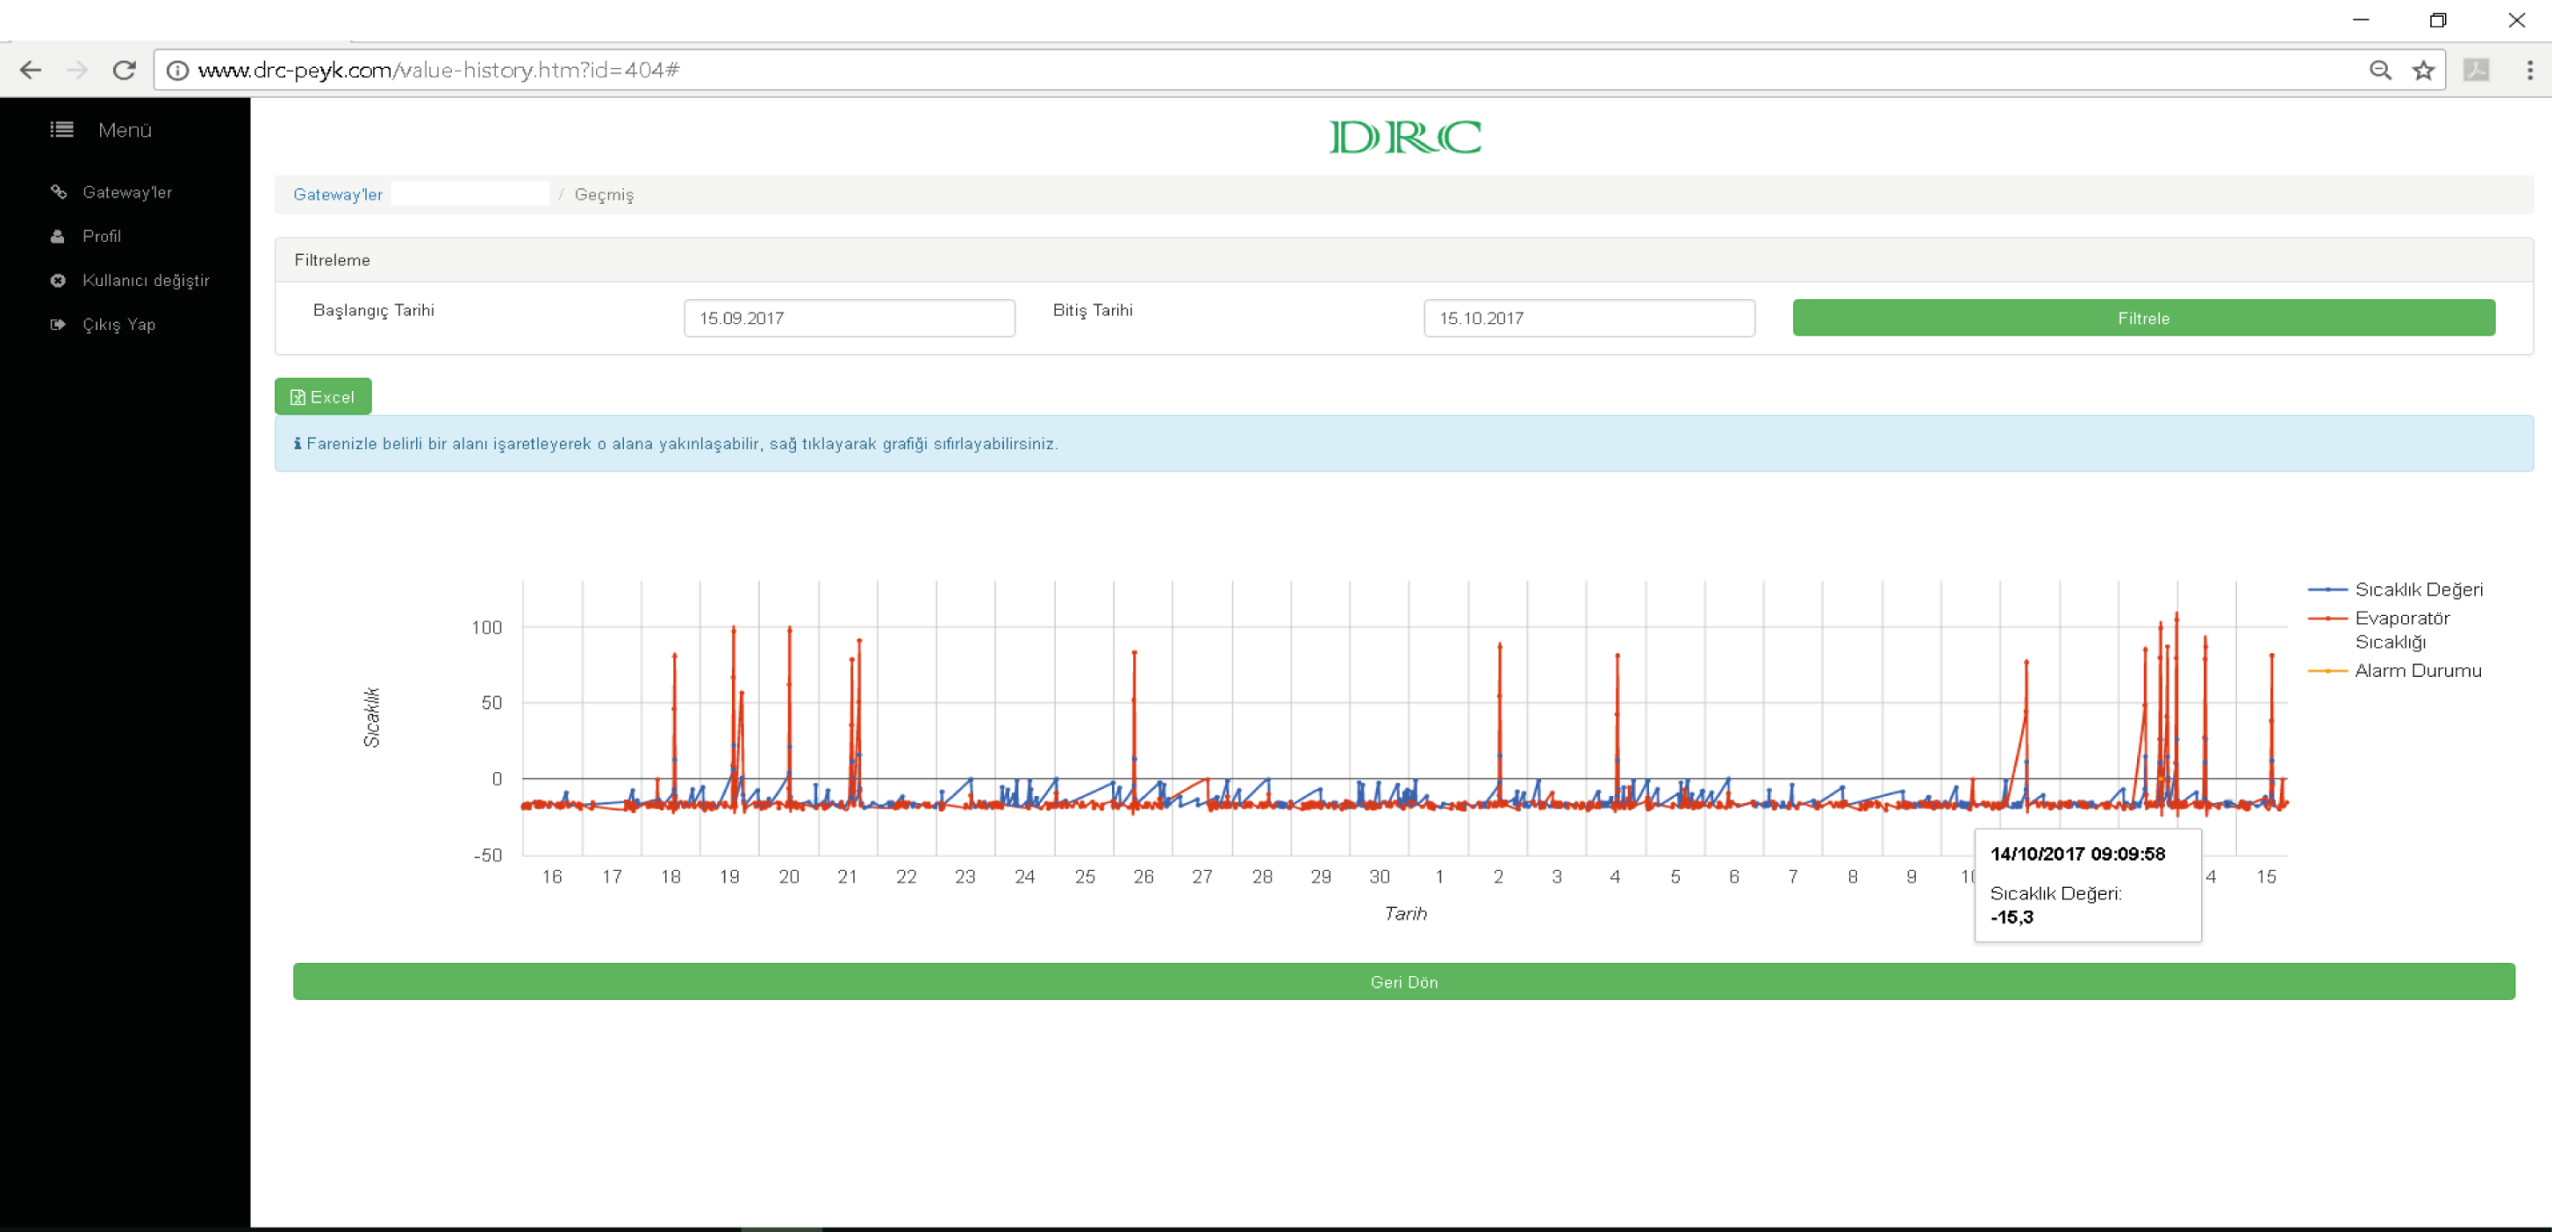 www.drc-peyk.com/value-history.htm?id=404#
Menü
DRC
Gateway'ler
Profil
Kullanıcı değiştir
Çıkış Yap
Gateway'ler / Geçmiş
Filtreleme
Başlangıç Tarihi 15.09.2017 Bitiş Tarihi 15.10.2017 Filtrele
Excel
Farenizle belirli bir alanı işaretleyerek o alana yakınlaşabilir, sağ tıklayarak grafiği sıfırlayabilirsiniz.
Sıcaklık Değeri
Evaporatör
Sıcaklığı
Alarm Durumu
100
50
0
-50
Sıcaklık
16 17 18 19 20 21 22 23 24 25 26 27 28 29 30 1 2 3 4 5 6 7 8 9 15
Tarih
14/10/2017 09:09:58
Sıcaklık Değeri:
-15,3
Geri Dön